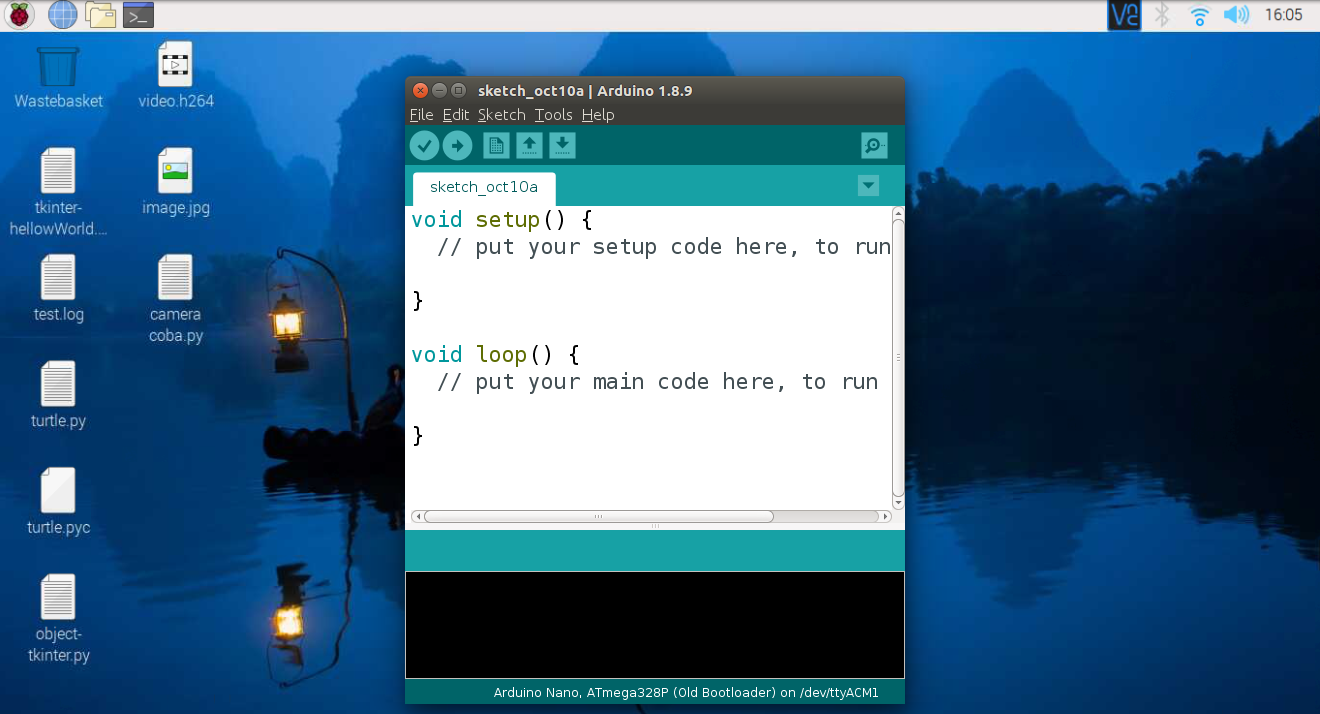 16:05
Wastebasket
video.h264
tkinter-
hellowWorld....
image.jpg
test.log
camera
coba.py
turtle.py
turtle.pyc
object-
tkinter.py
sketch_oct10a | Arduino 1.8.9
File Edit Sketch Tools Help
sketch_oct10a
void setup() {
  // put your setup code here, to run
}
void loop() {
  // put your main code here, to run
}
Arduino Nano, ATmega328P (Old Bootloader) on /dev/ttyACM1